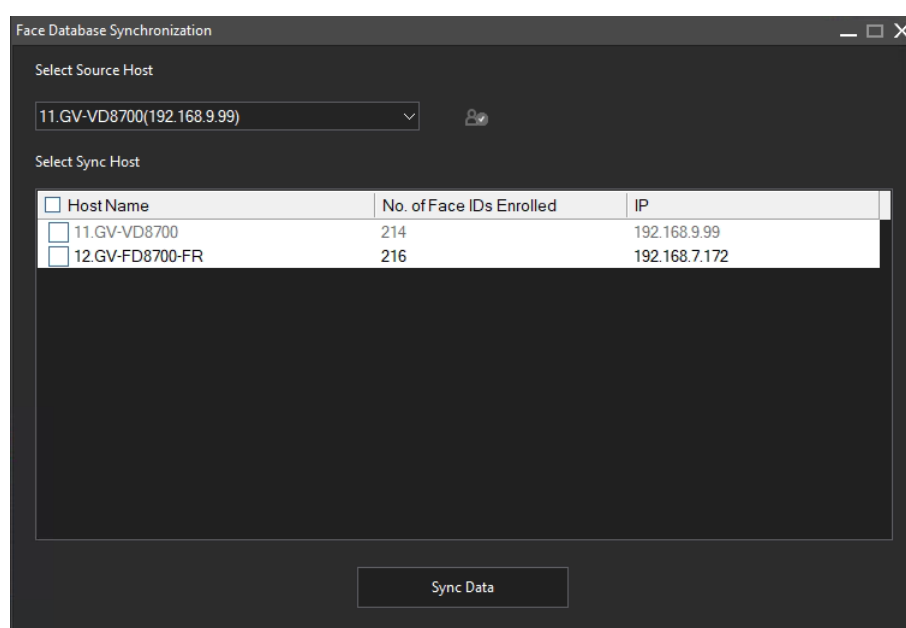 Face Database Synchronization
Select Source Host
11.GV-VD8700(192.168.9.99)
Select Sync Host
Host Name No. of Face IDs Enrolled IP
11.GV-VD8700 214 192.168.9.99
12.GV-FD8700-FR 216 192.168.7.172
Sync Data